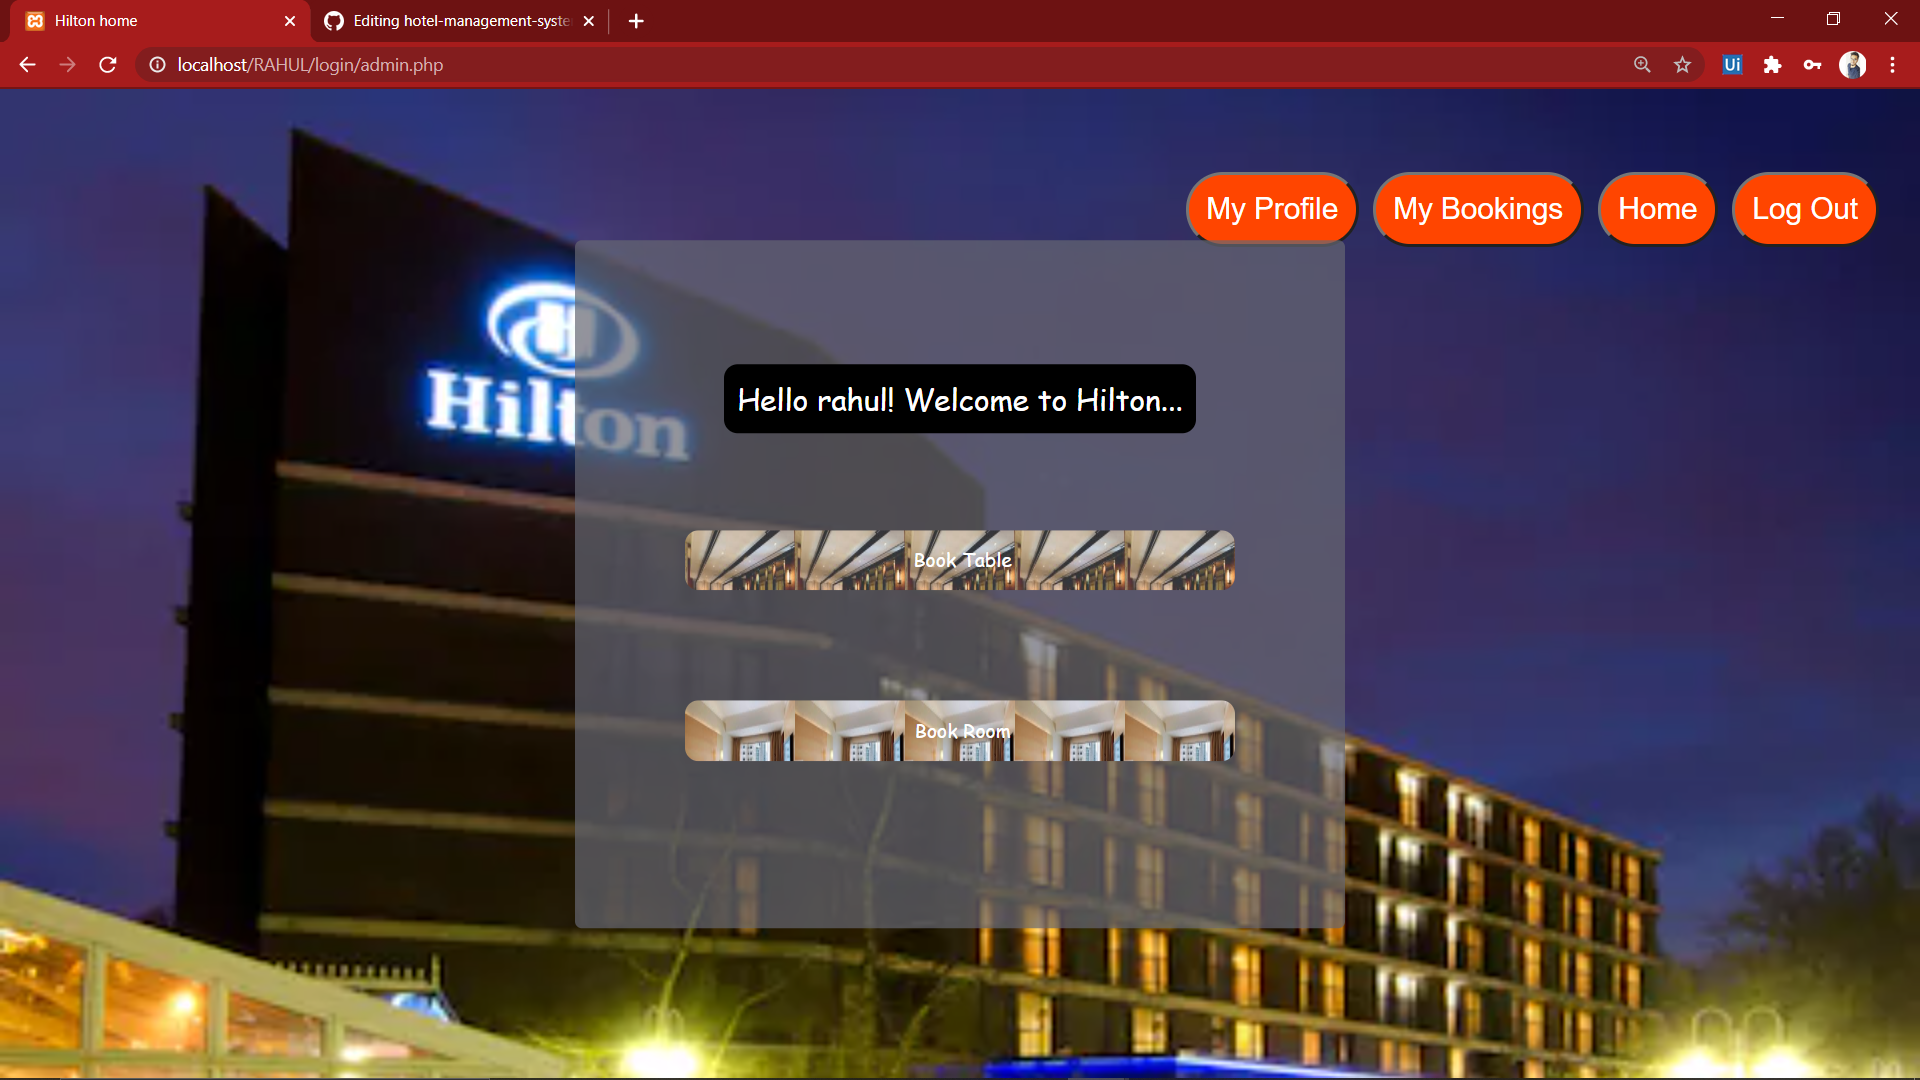 Hilton home
Editing hotel-management-syste
localhost/RAHUL/login/admin.php
Ui
My Profile
My Bookings
Home
Log Out
Hilton
Hello rahul! Welcome to Hilton...
Book Table
Book Room